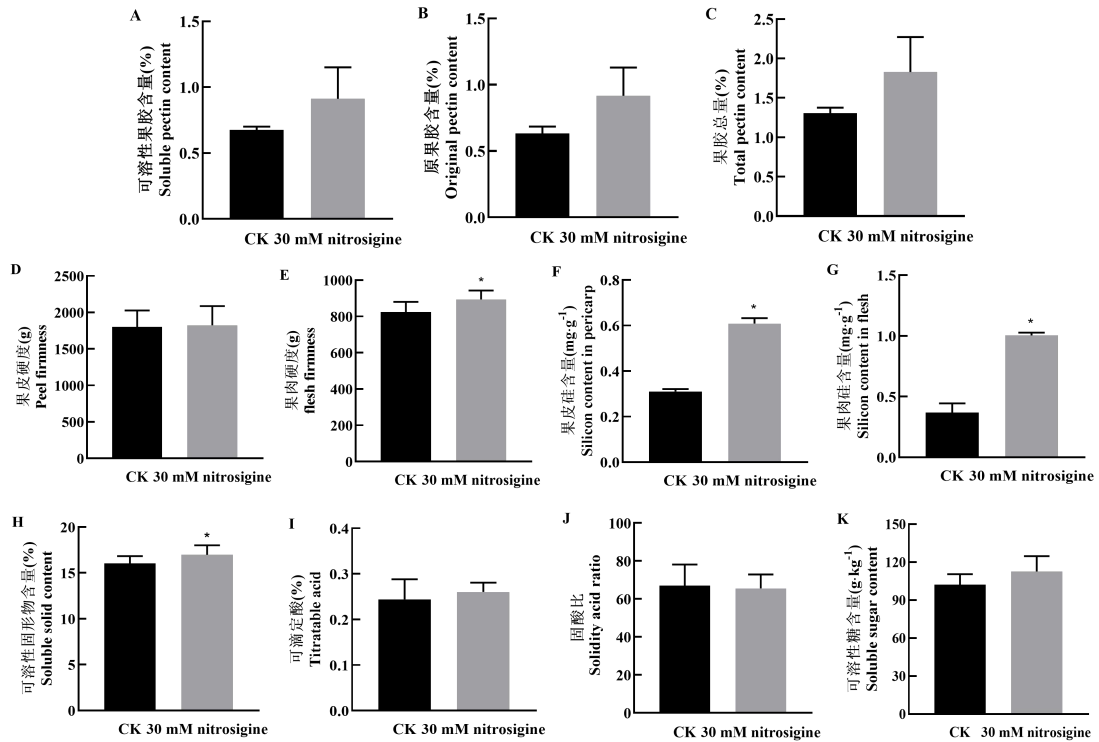 A
可溶性果胶含量(%)
Soluble pectin content
1.5
1.0
0.5
0.0
CK 30 mM nitrosigine
B
原果胶含量(%)
Original pectin content
1.5
1.0
0.5
0.0
CK 30 mM nitrosigine
C
果胶总量(%)
Total pectin content
2.5
2.0
1.5
1.0
0.5
0.0
CK 30 mM nitrosigine
D
果皮硬度(g)
Peel firmness
2500
2000
1500
1000
500
0
CK 30 mM nitrosigine
E
果肉硬度(g)
flesh firmness
1000
800
600
400
200
0
*
CK 30 mM nitrosigine
F
果皮硅含量(mg·g⁻¹)
Silicon content in pericarp
0.8
0.6
0.4
0.2
0.0
*
CK 30 mM nitrosigine
G
果肉硅含量(mg·g⁻¹)
Silicon content in flesh
1.5
1.0
0.5
0.0
*
CK 30 mM nitrosigine
H
可溶性固形物含量(%)
Soluble solid content
20
15
10
5
0
*
CK 30 mM nitrosigine
I
可滴定酸(%)
Titratable acid
0.4
0.3
0.2
0.1
0.0
CK 30 mM nitrosigine
J
固酸比
Solidity acid ratio
100
80
60
40
20
0
CK 30 mM nitrosigine
K
可溶性糖含量(g·kg⁻¹)
Soluble sugar content
150
120
90
60
30
0
CK 30 mM nitrosigine